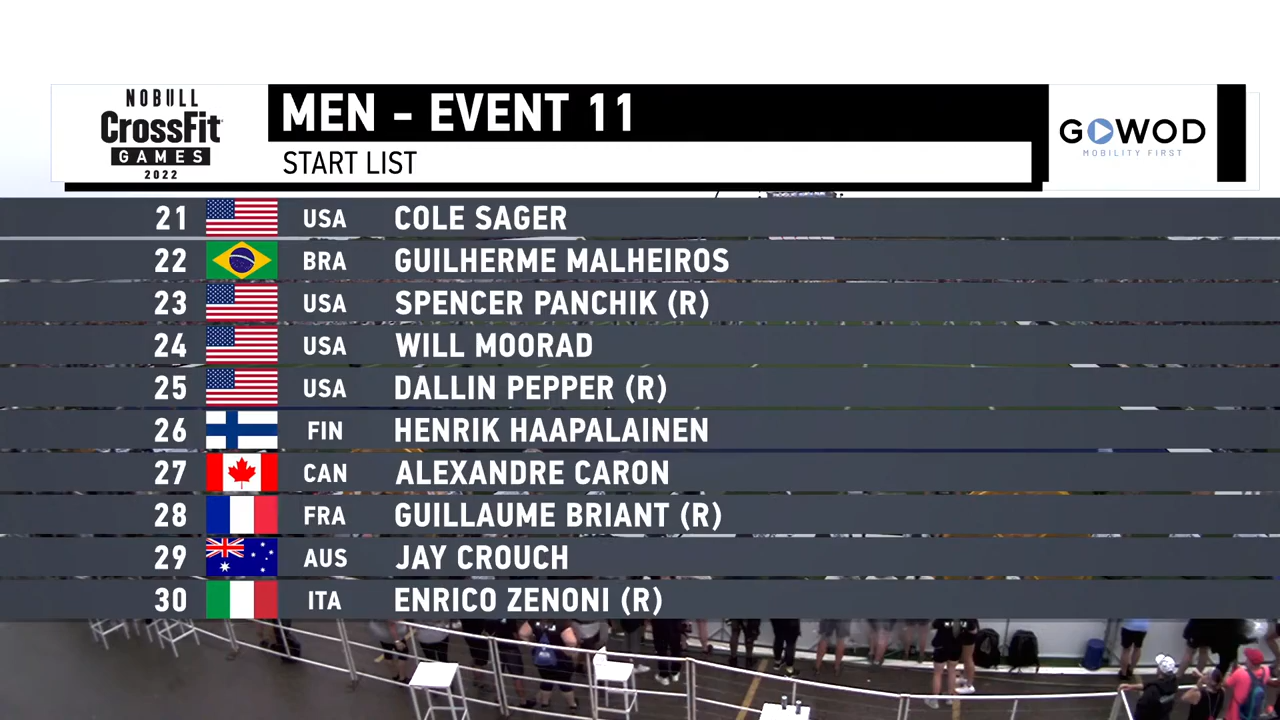 NOBULL
CrossFit
GAMES
2022
MEN - EVENT 11
START LIST
GOWOD
MOBILITY FIRST
21 USA COLE SAGER
22 BRA GUILHERME MALHEIROS
23 USA SPENCER PANCHIK (R)
24 USA WILL MOORAD
25 USA DALLIN PEPPER (R)
26 FIN HENRIK HAAPALAINEN
27 CAN ALEXANDRE CARON
28 FRA GUILLAUME BRIANT (R)
29 AUS JAY CROUCH
30 ITA ENRICO ZENONI (R)